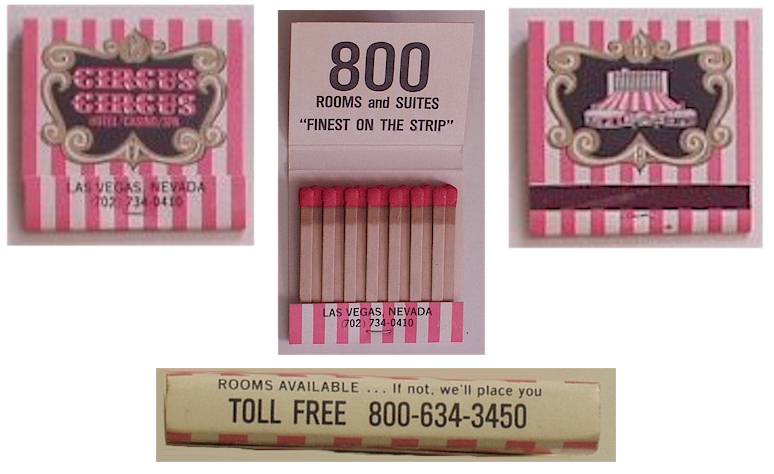 CIRCUS
CIRCUS
HOTEL/CASINO/SPA
LAS VEGAS, NEVADA
(702) 734-0410
800
ROOMS and SUITES
"FINEST ON THE STRIP"
LAS VEGAS, NEVADA
(702) 734-0410
ROOMS AVAILABLE ... If not, we'll place you
TOLL FREE 800-634-3450